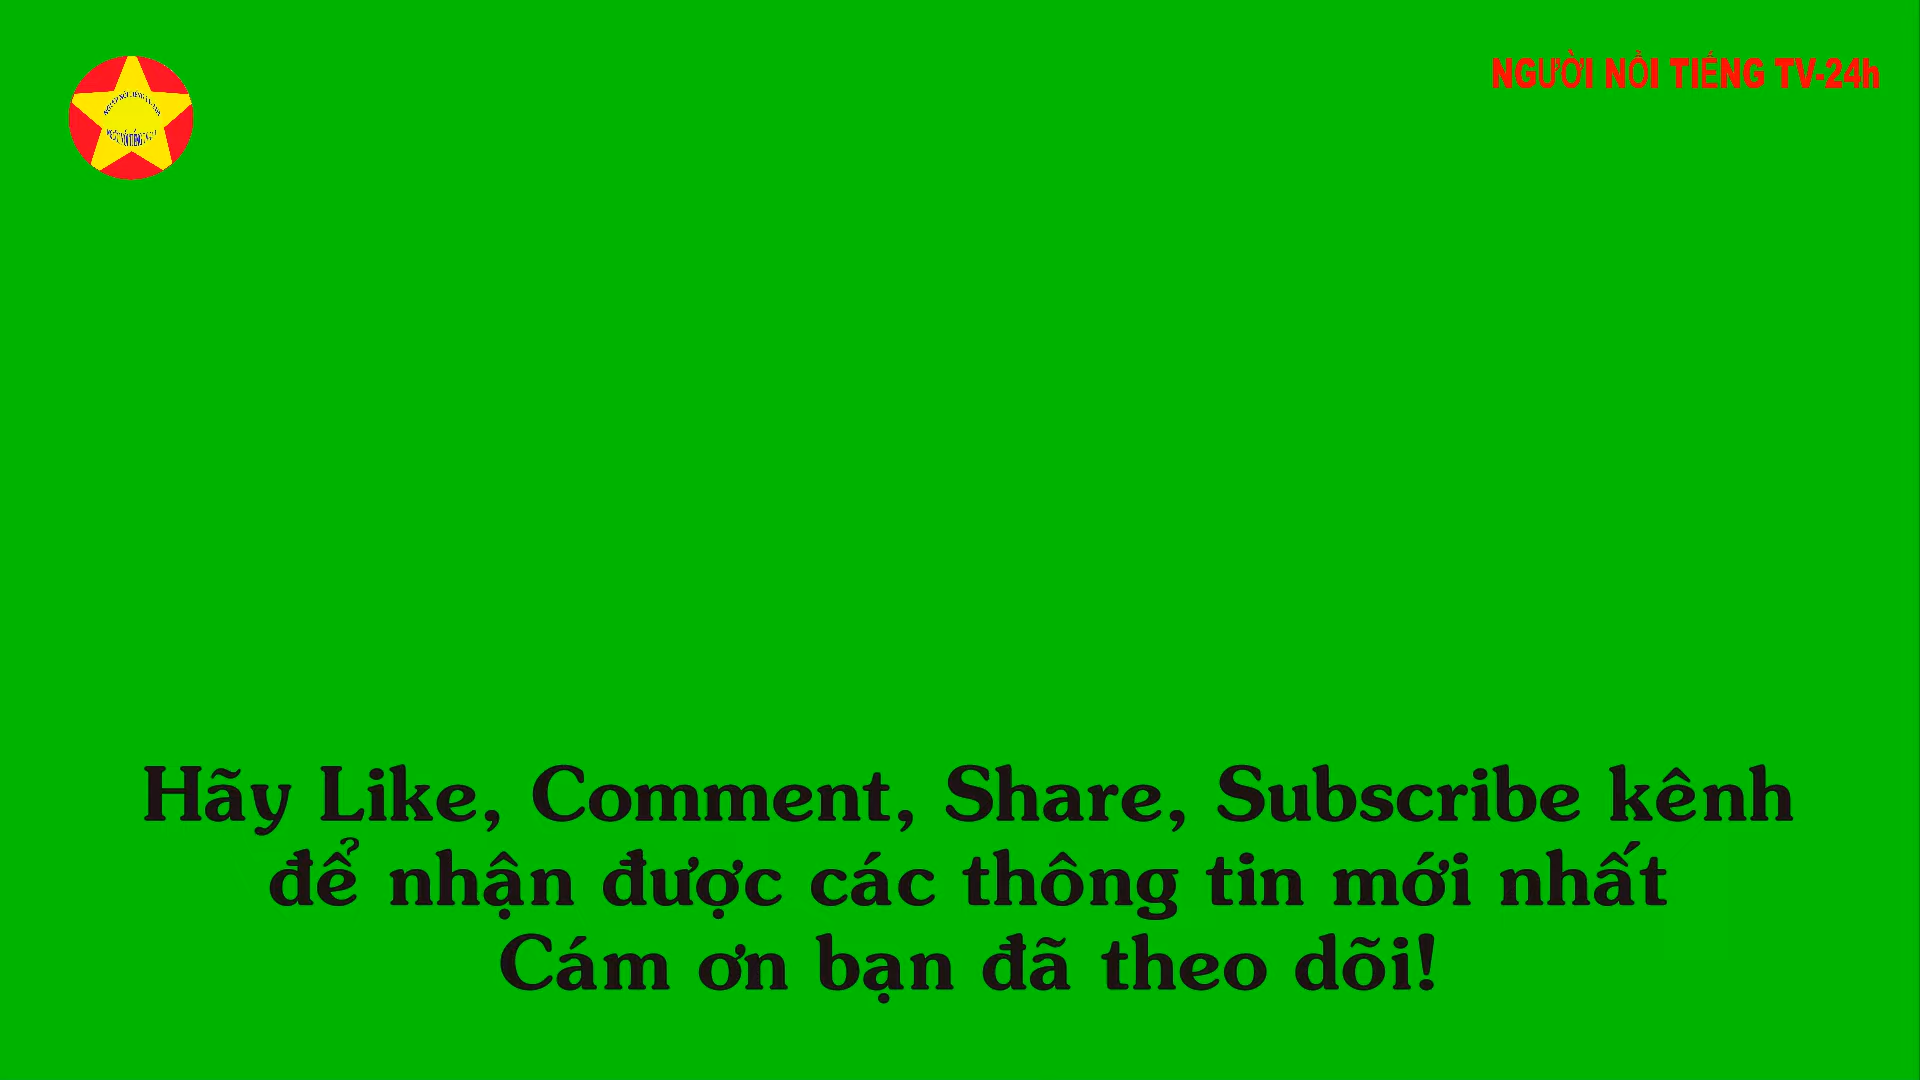 NGƯỜI NỔI TIẾNG TV-24h
Hãy Like, Comment, Share, Subscribe kênh
để nhận được các thông tin mới nhất
Cám ơn bạn đã theo dõi!